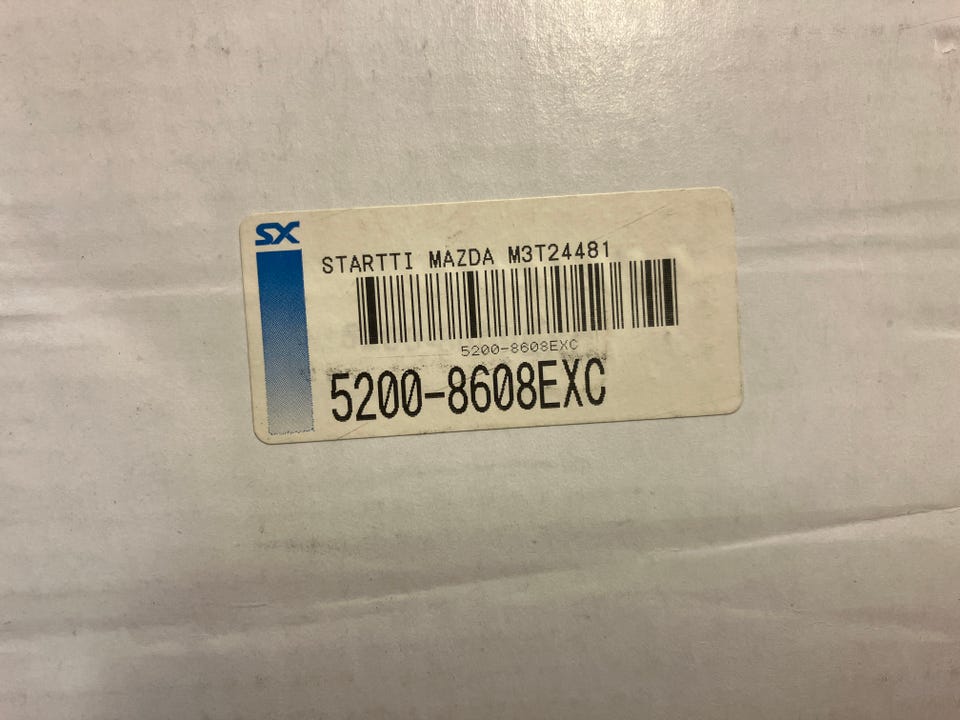 SX
STARTTI MAZDA M3T24481
5200-8608EXC
5200-8608EXC